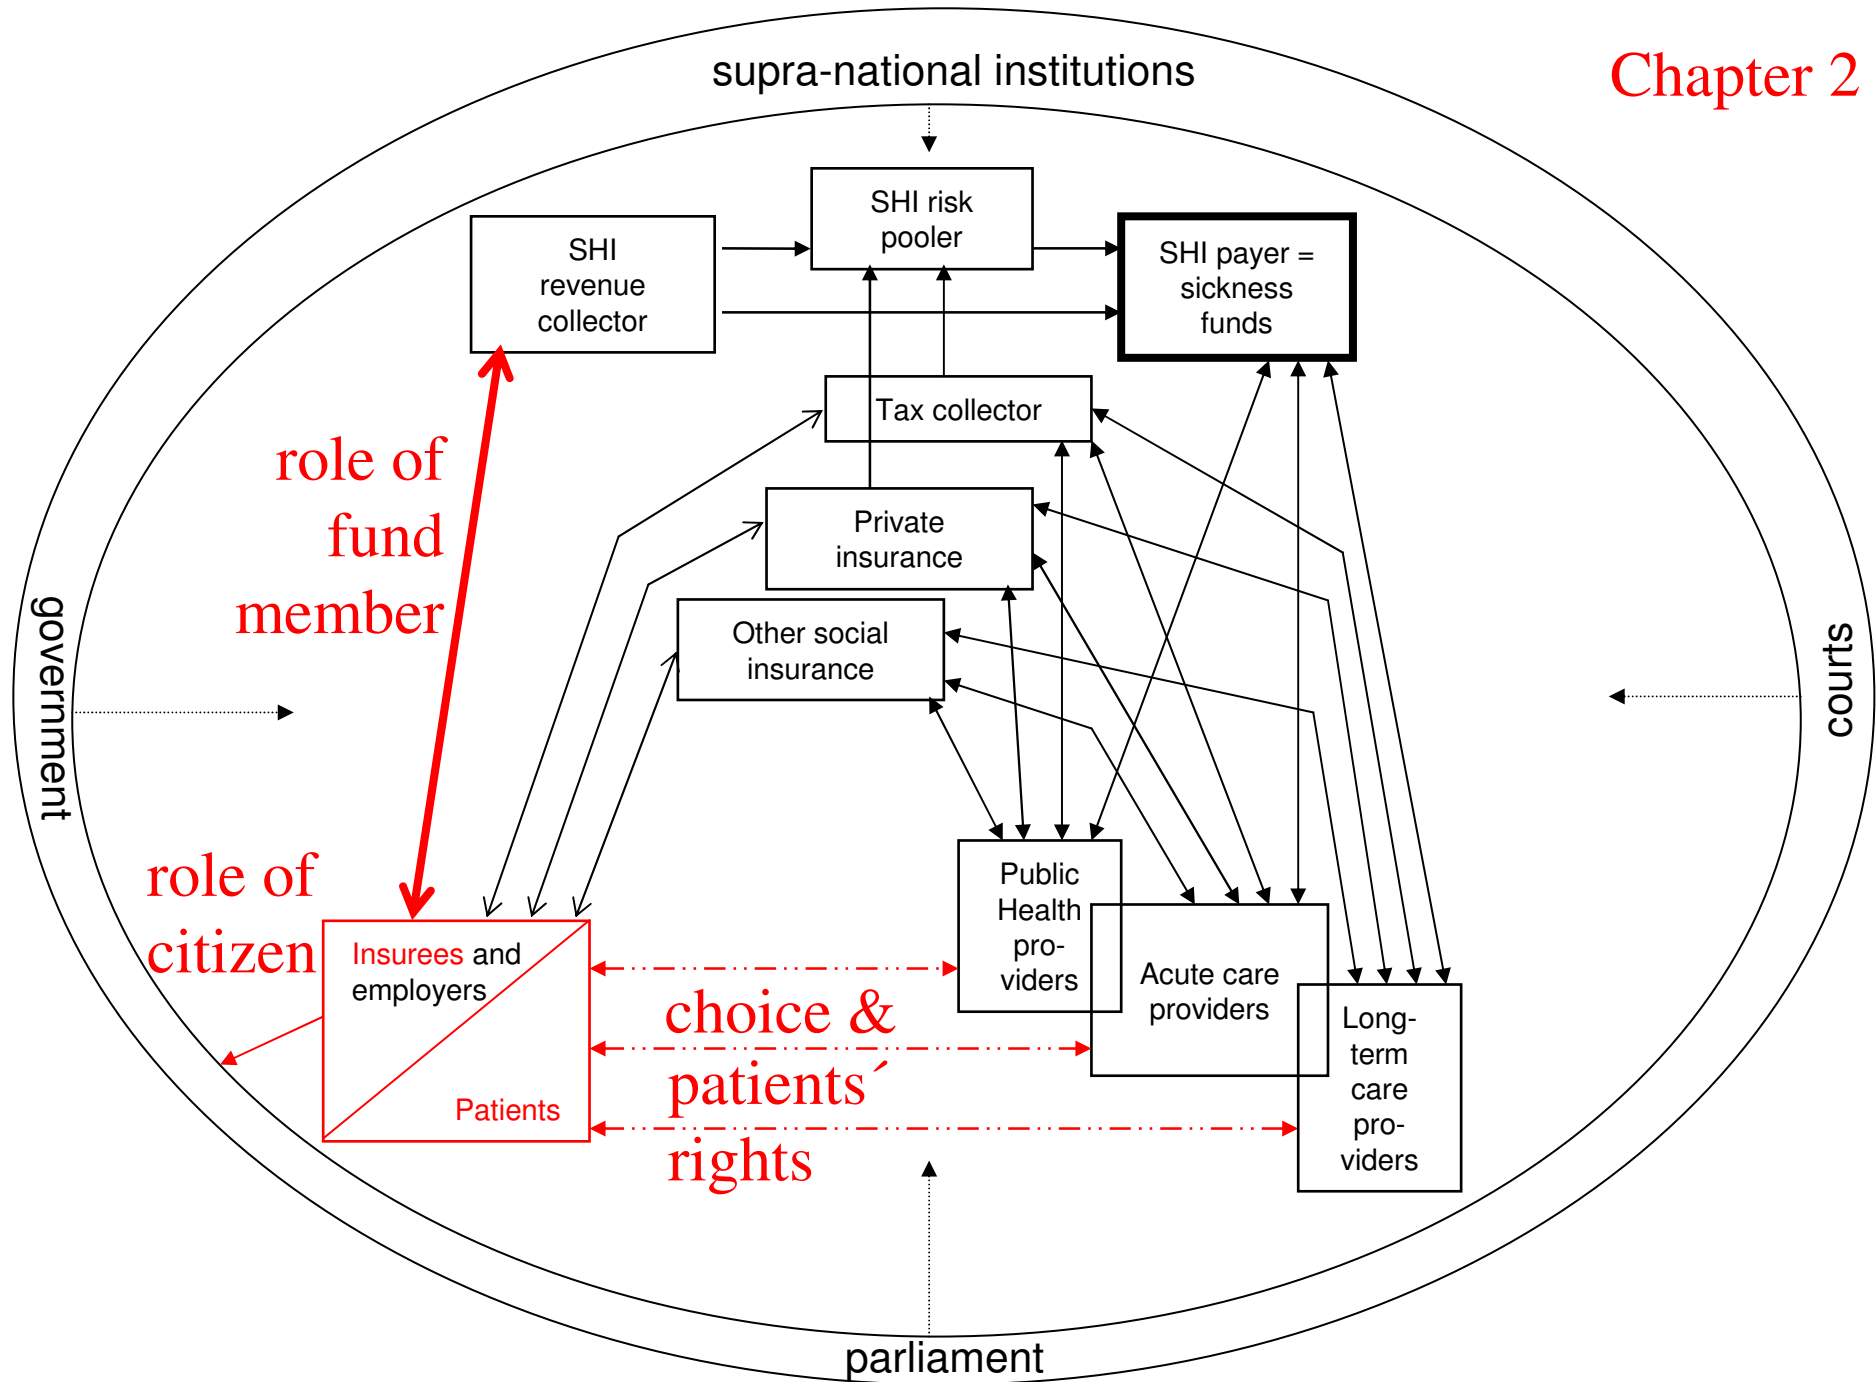 supra-national institutions
Chapter 2
SHI risk
pooler
SHI
revenue
collector
SHI payer =
sickness
funds
Tax collector
role of
fund
member
Private
insurance
Other social
insurance
government
courts
role of
citizen
Insurees and
employers
Patients
choice &
patients´
rights
Public
Health
pro-
viders
Acute care
providers
Long-
term
care
pro-
viders
parliament